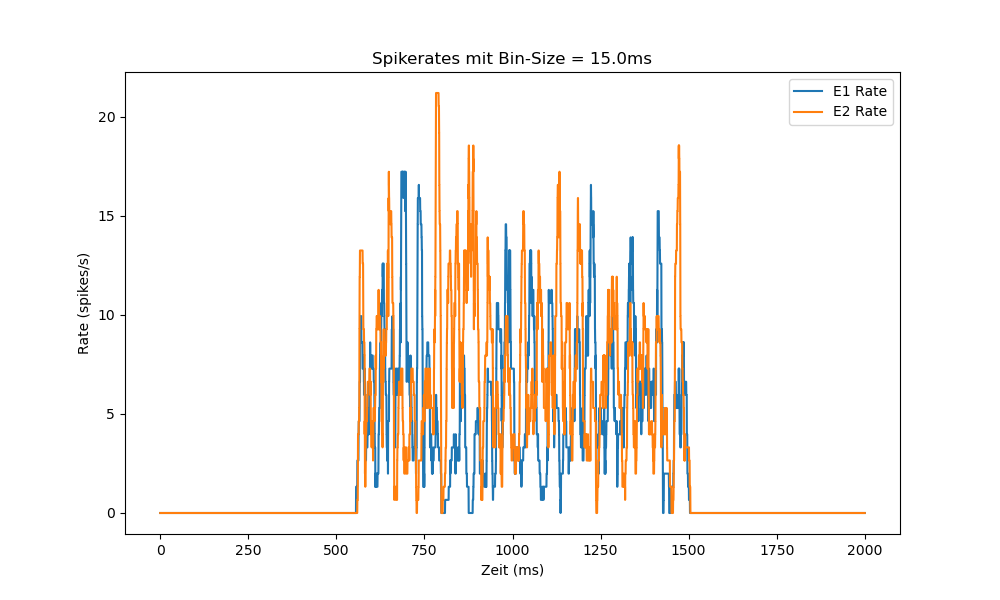 Spikerates mit Bin-Size = 15.0ms
E1 Rate
E2 Rate
20
15
10
5
0
Rate (spikes/s)
0 250 500 750 1000 1250 1500 1750 2000
Zeit (ms)